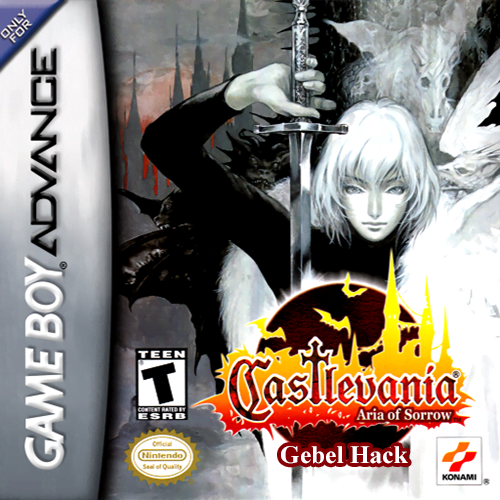 ONLY
FOR
GAME BOY ADVANCE
TEEN
T
CONTENT RATED BY
ESRB
Official
Nintendo
Seal of Quality
Castlevania®
Aria of Sorrow
Gebel Hack
KONAMI